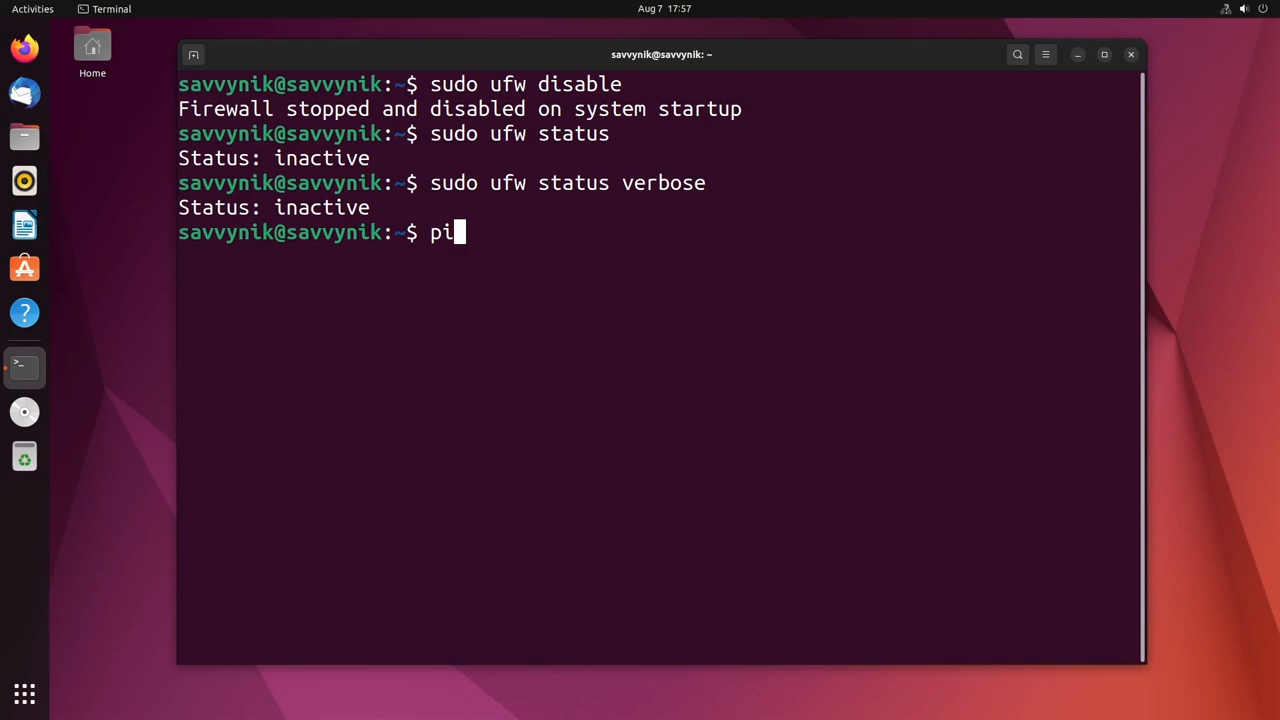 Activities
Terminal
Aug 7 17:57
Home
savvynik@savvynik: ~
savvynik@savvynik:~$ sudo ufw disable
Firewall stopped and disabled on system startup
savvynik@savvynik:~$ sudo ufw status
Status: inactive
savvynik@savvynik:~$ sudo ufw status verbose
Status: inactive
savvynik@savvynik:~$ pi